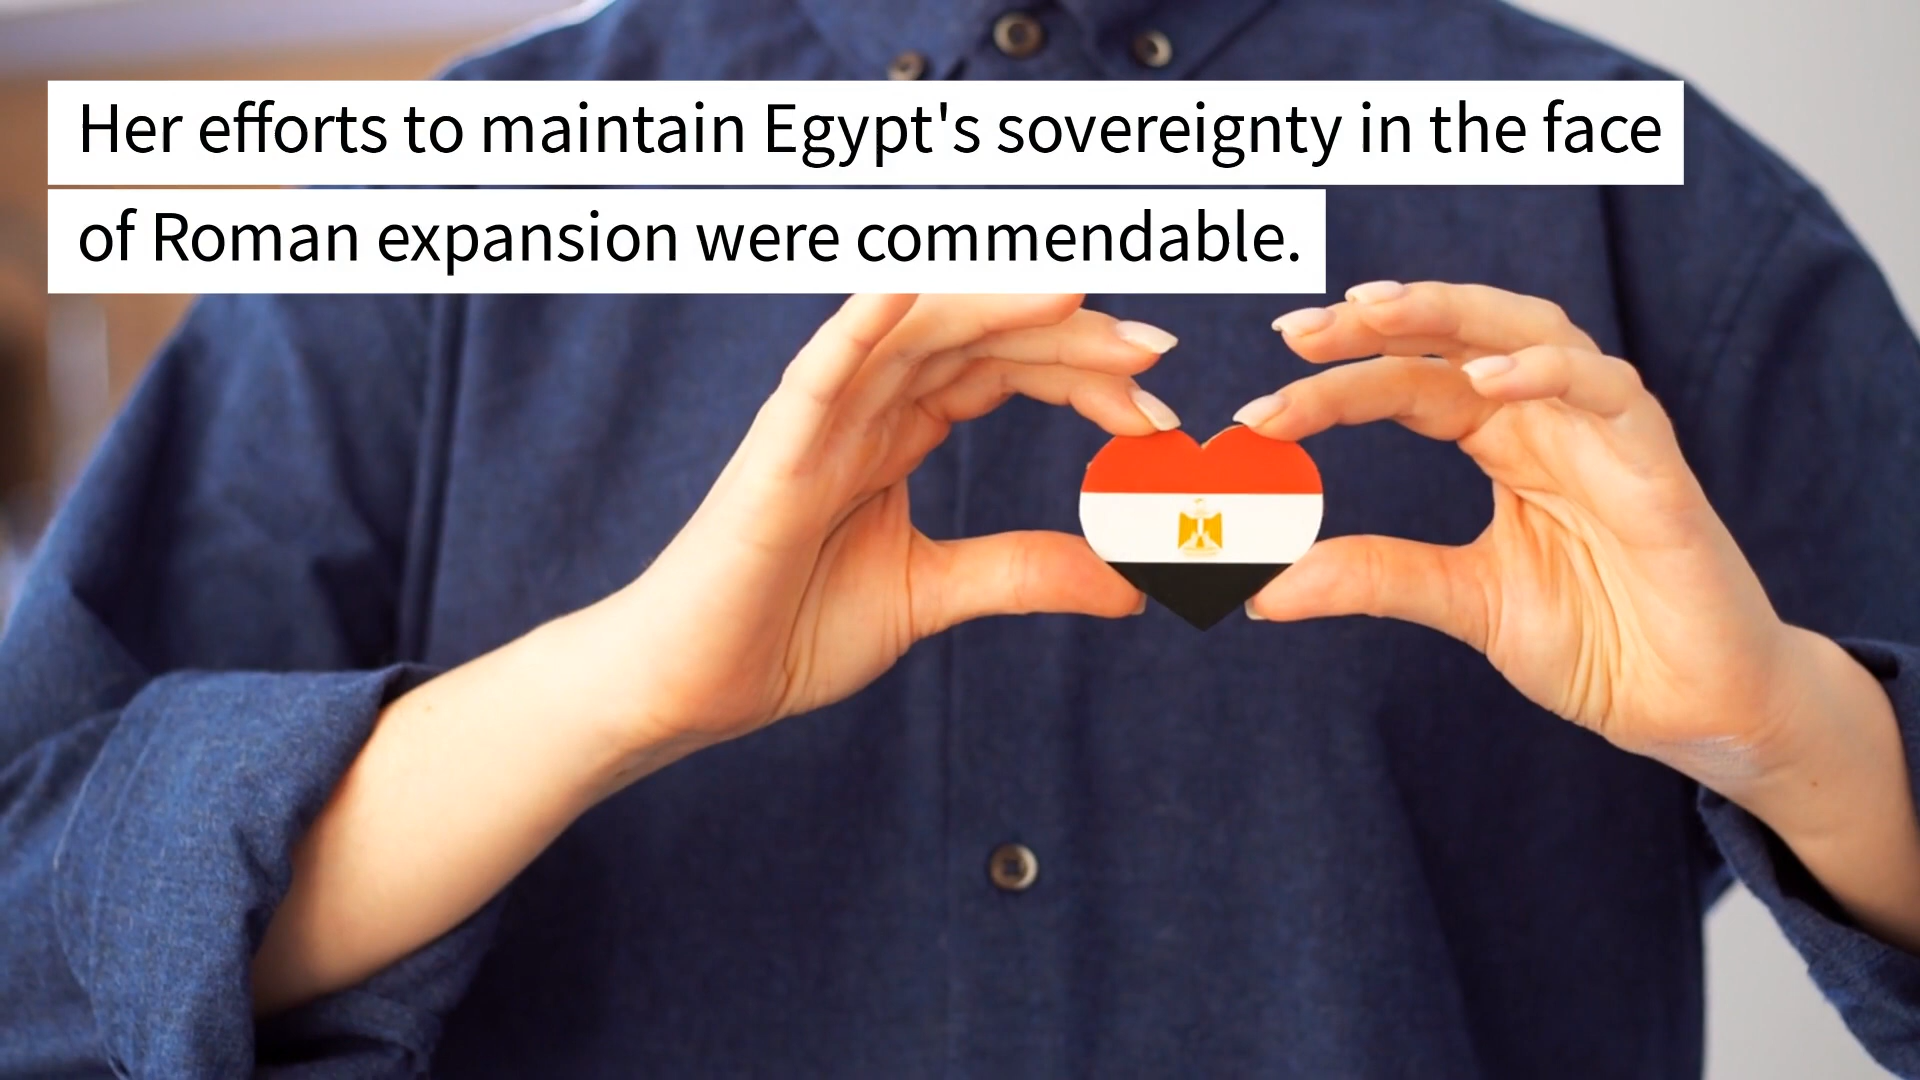 Her efforts to maintain Egypt's sovereignty in the face
of Roman expansion were commendable.